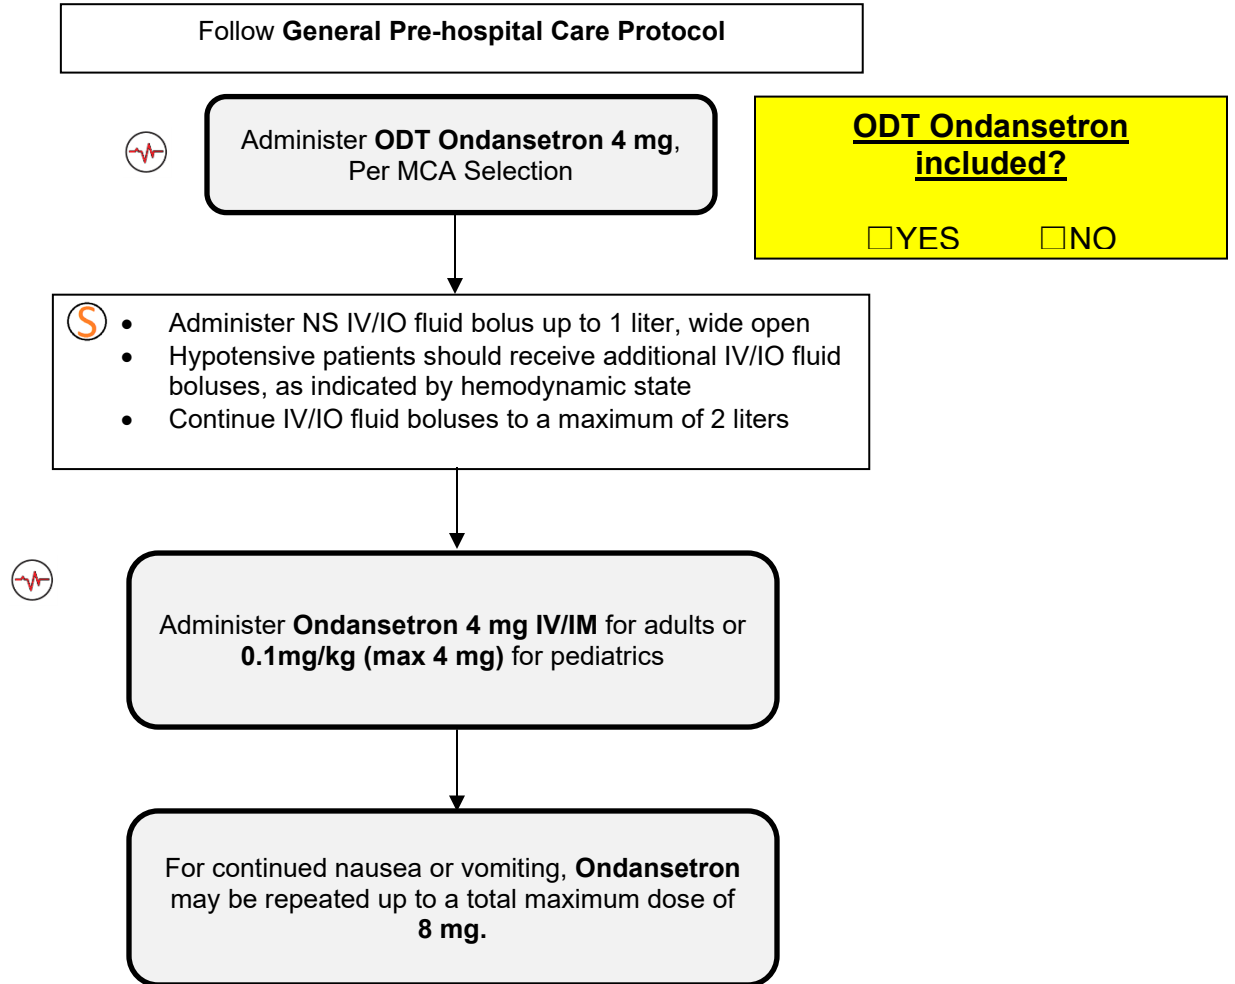 Follow General Pre-hospital Care Protocol
Administer ODT Ondansetron 4 mg,
Per MCA Selection
ODT Ondansetron
included?
☐YES ☐NO
S
• Administer NS IV/IO fluid bolus up to 1 liter, wide open
• Hypotensive patients should receive additional IV/IO fluid
boluses, as indicated by hemodynamic state
• Continue IV/IO fluid boluses to a maximum of 2 liters
Administer Ondansetron 4 mg IV/IM for adults or
0.1mg/kg (max 4 mg) for pediatrics
For continued nausea or vomiting, Ondansetron
may be repeated up to a total maximum dose of
8 mg.